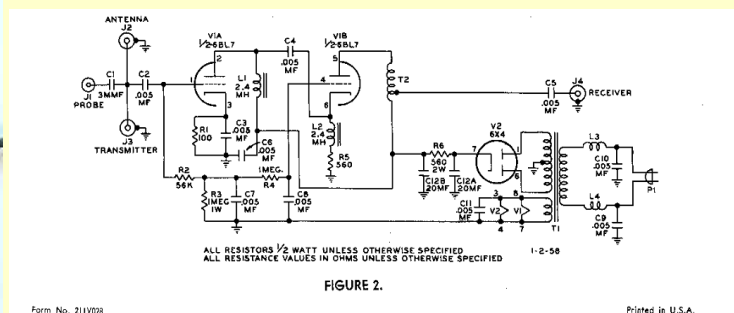 ANTENNA
J2
V1A
1/2-6BL7
V1B
1/2-6BL7
C4
.005
MF
2
5
1
4
3
6
L1
2.4
MH
T2
J1
PROBE
C1
3MMF
C2
.005
MF
J3
TRANSMITTER
C5
.005
MF
J4
RECEIVER
R1
100
C3
.005
MF
C6
.005
MF
L2
2.4
MH
R5
560
V2
6X4
R6
560
2W
7
1
6
C12B
20MF
C12A
20MF
L3
C10
.005
MF
P1
L4
C9
.005
MF
R2
56K
1MEG.
R4
R3
1MEG
1W
C7
.005
MF
C8
.005
MF
C11
.005
MF
3
8
V2
V1
4
7
T1
ALL RESISTORS 1/2 WATT UNLESS OTHERWISE SPECIFIED
ALL RESISTANCE VALUES IN OHMS UNLESS OTHERWISE SPECIFIED
1-2-58
FIGURE 2.
Form No. 211V028
Printed in U.S.A.